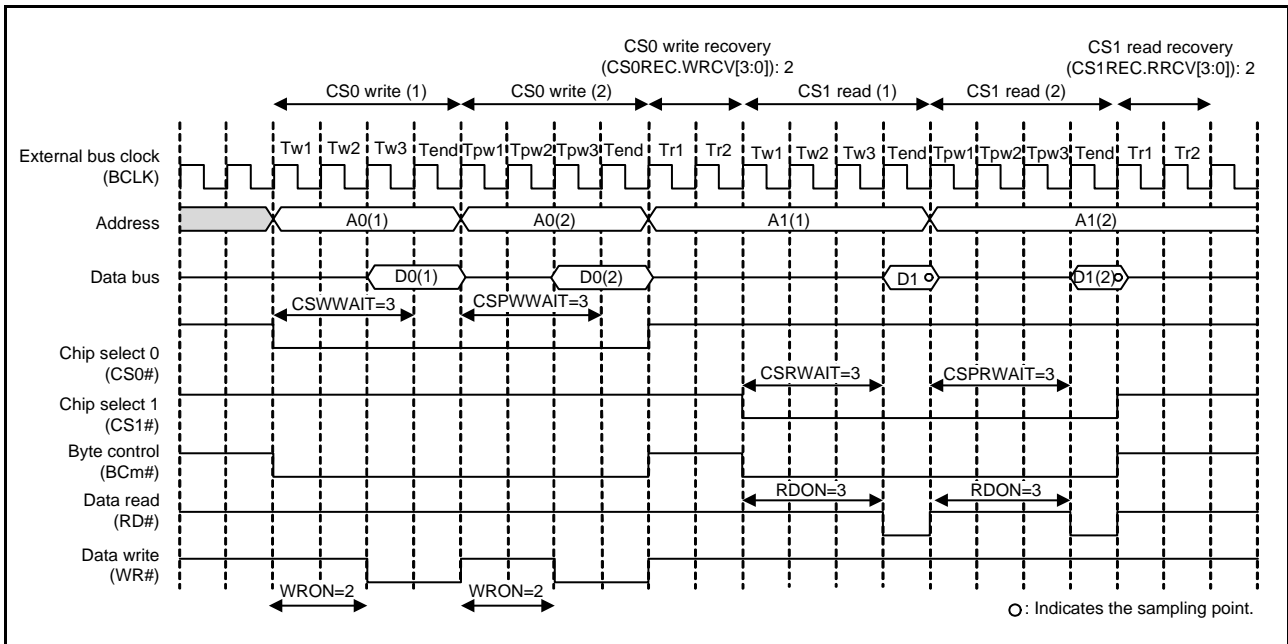 CS0 write recovery
(CS0REC.WRCV[3:0]): 2
CS1 read recovery
(CS1REC.RRCV[3:0]): 2
CS0 write (1) CS0 write (2) CS1 read (1) CS1 read (2)
Tw1 Tw2 Tw3 Tend Tpw1 Tpw2 Tpw3 Tend Tr1 Tr2 Tw1 Tw2 Tw3 Tend Tpw1 Tpw2 Tpw3 Tend Tr1 Tr2
External bus clock
(BCLK)
Address A0(1) A0(2) A1(1) A1(2)
Data bus D0(1) D0(2) D1 D1(2)
CSWWAIT=3 CSPWWAIT=3
Chip select 0
(CS0#)
CSRWAIT=3 CSPRWAIT=3
Chip select 1
(CS1#)
Byte control
(BCm#)
RDON=3 RDON=3
Data read
(RD#)
Data write
(WR#)
WRON=2 WRON=2
: Indicates the sampling point.